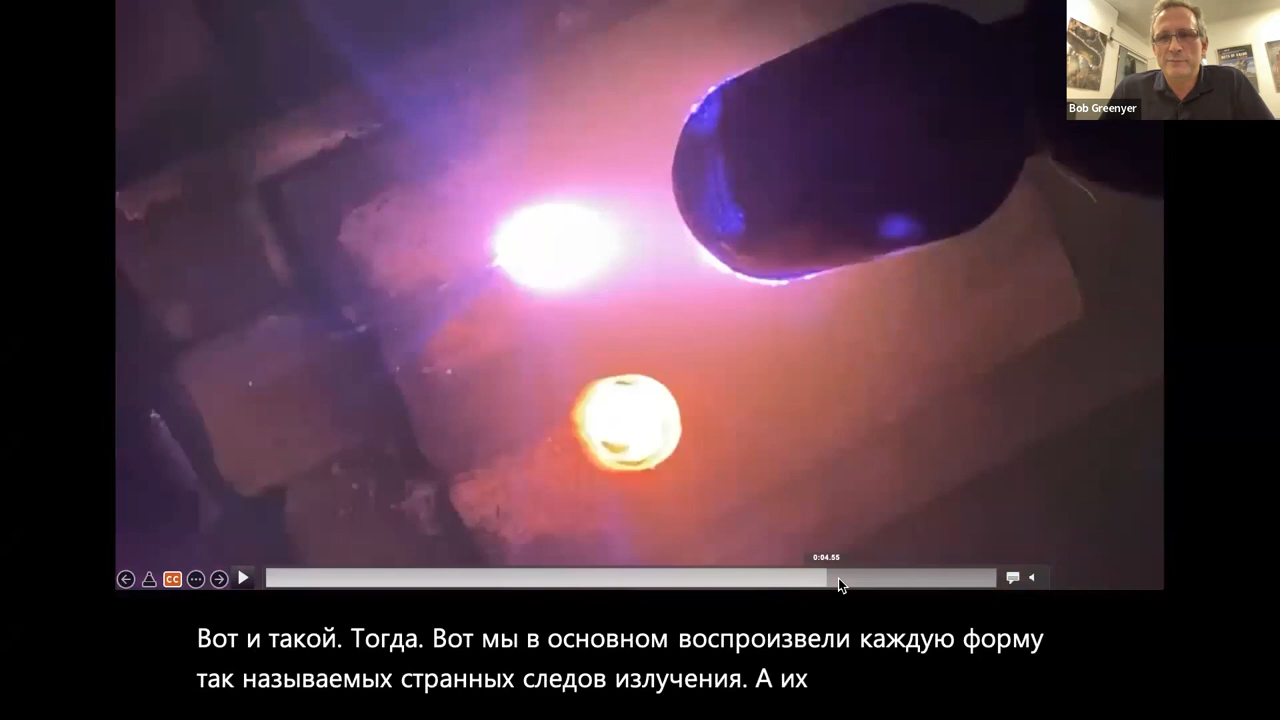 Bob Greenyer
0:04.55
CC
Вот и такой. Тогда. Вот мы в основном воспроизвели каждую форму
так называемых странных следов излучения. А их